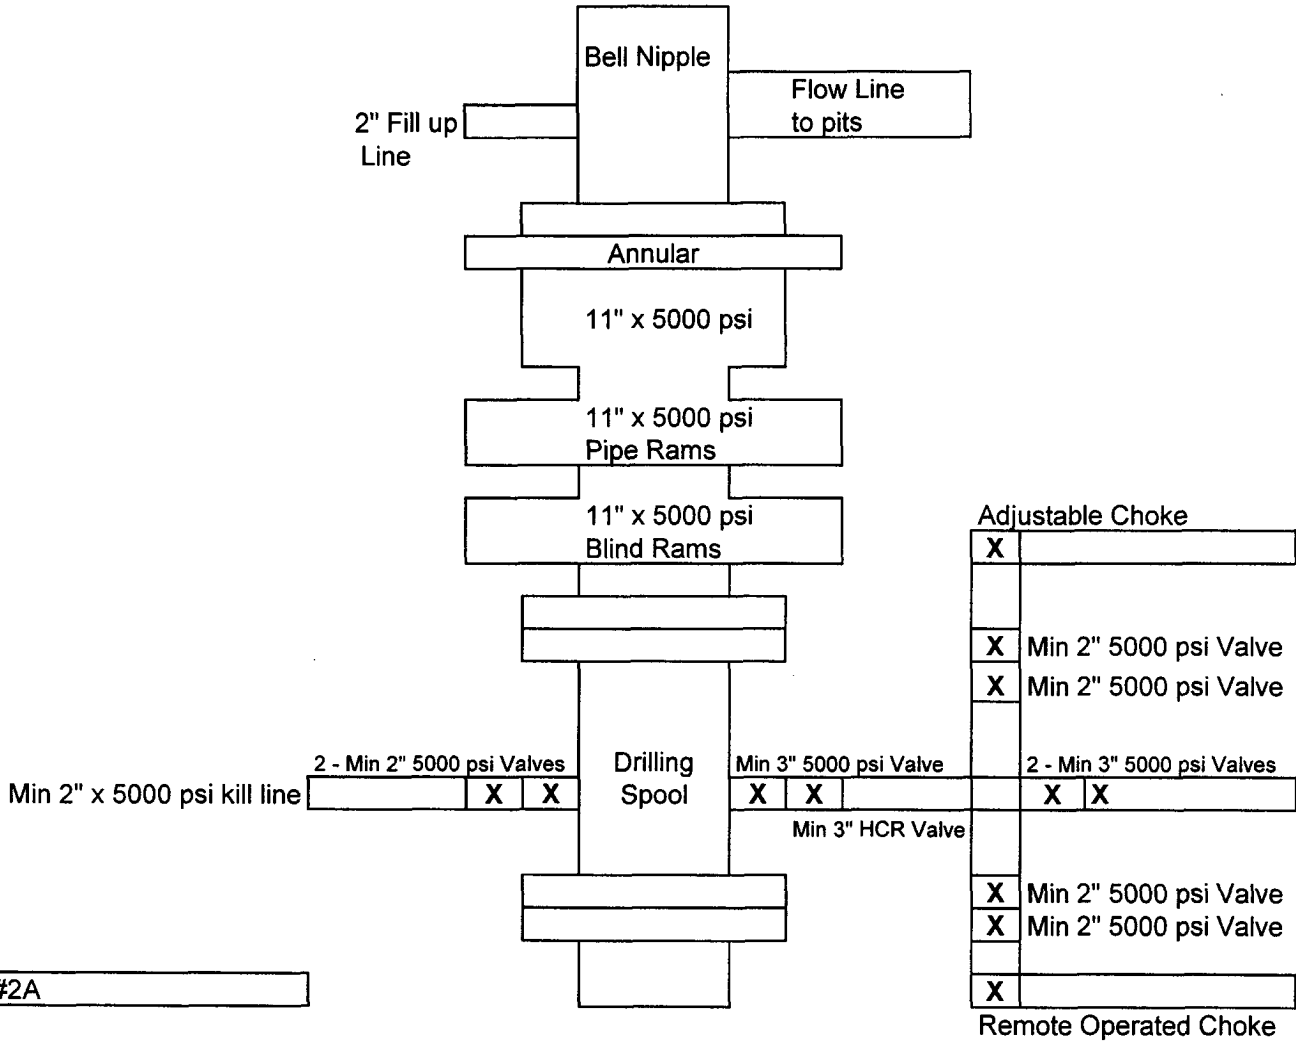 Bell Nipple
Flow Line
to pits
2" Fill up
Line
Annular
11" x 5000 psi
11" x 5000 psi
Pipe Rams
11" x 5000 psi
Blind Rams
Adjustable Choke
X
X Min 2" 5000 psi Valve
X Min 2" 5000 psi Valve
2 - Min 2" 5000 psi Valves
Drilling
Spool
Min 3" 5000 psi Valve
2 - Min 3" 5000 psi Valves
Min 2" x 5000 psi kill line
X X
X X
X X
Min 3" HCR Valve
X Min 2" 5000 psi Valve
X Min 2" 5000 psi Valve
#2A
X
Remote Operated Choke